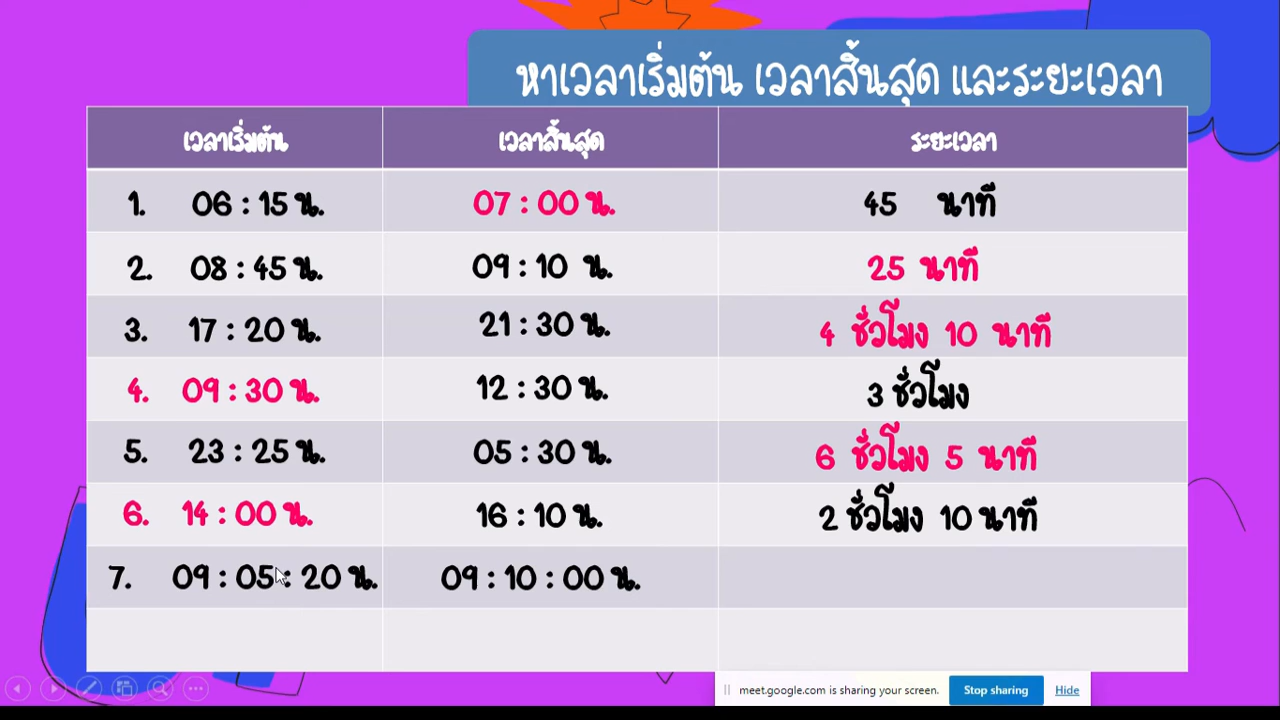 หาเวลาเริ่มต้น เวลาสิ้นสุด และระยะเวลา
เวลาเริ่มต้น เวลาสิ้นสุด ระยะเวลา
1. 06 : 15 น. 07 : 00 น. 45 นาที
2. 08 : 45 น. 09 : 10 น. 25 นาที
3. 17 : 20 น. 21 : 30 น. 4 ชั่วโมง 10 นาที
4. 09 : 30 น. 12 : 30 น. 3 ชั่วโมง
5. 23 : 25 น. 05 : 30 น. 6 ชั่วโมง 5 นาที
6. 14 : 00 น. 16 : 10 น. 2 ชั่วโมง 10 นาที
7. 09 : 05 : 20 น. 09 : 10 : 00 น.
meet.google.com is sharing your screen. Stop sharing Hide